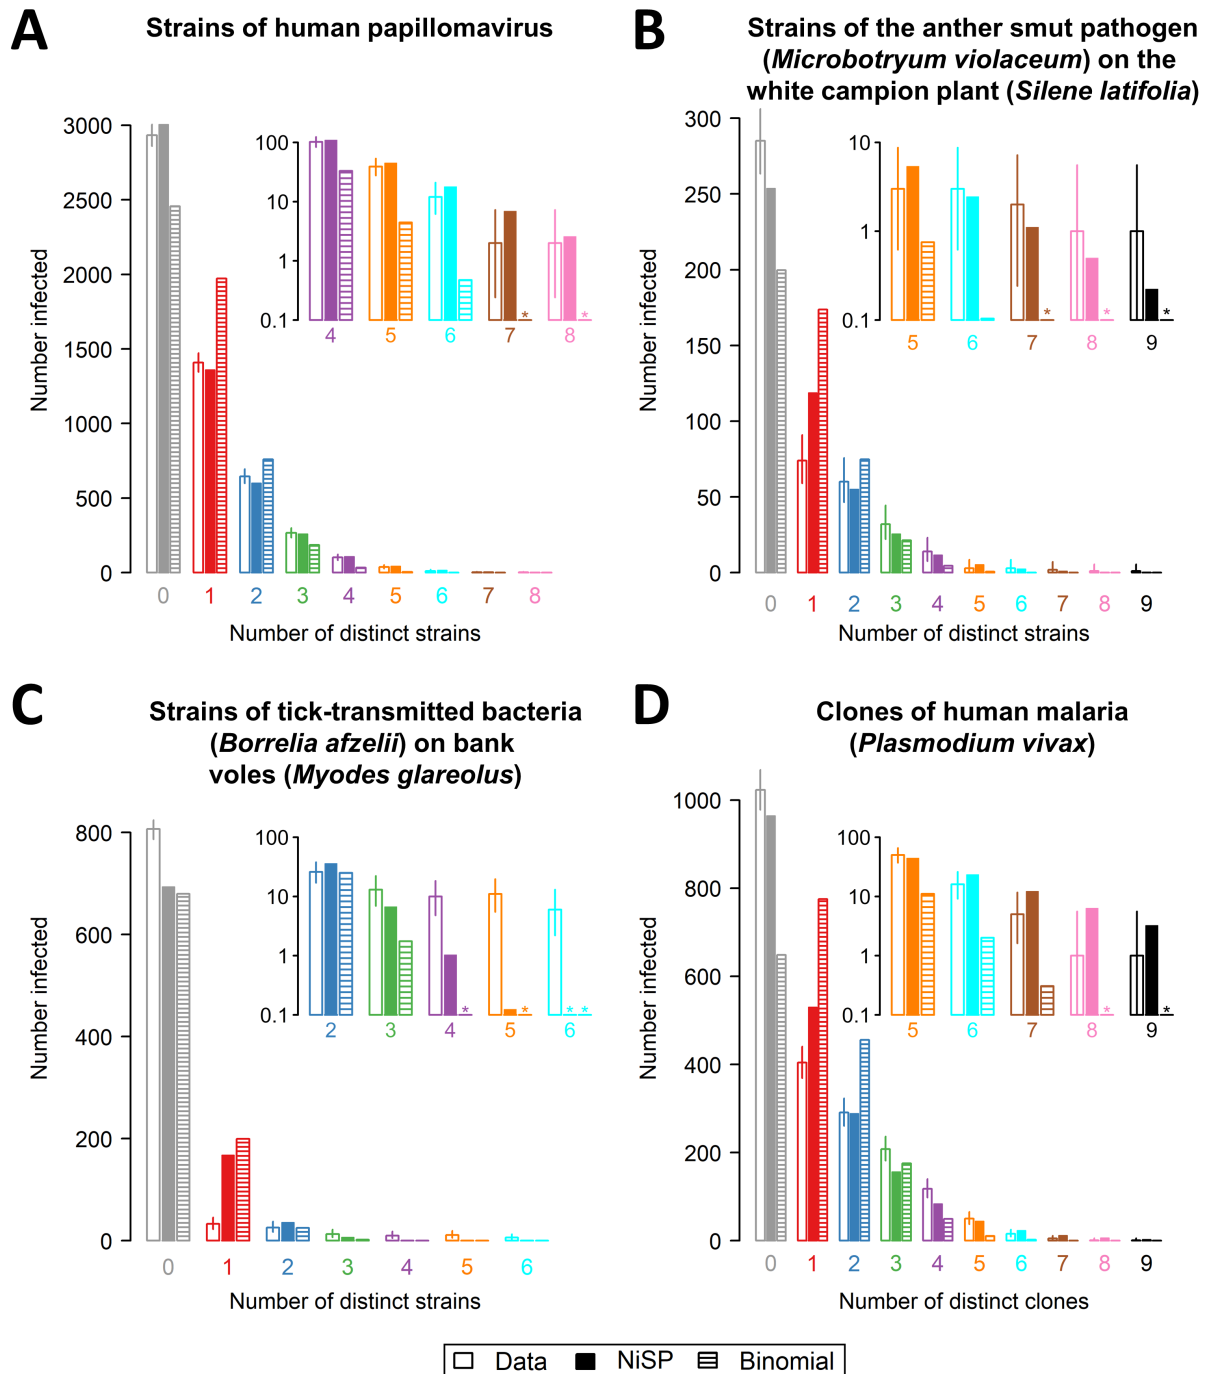 A
Strains of human papillomavirus
Number infected
3000
2500
2000
1500
1000
500
0
100
10
1
0.1
4 5 6 7 8
* *
0 1 2 3 4 5 6 7 8
Number of distinct strains
B
Strains of the anther smut pathogen
(Microbotryum violaceum) on the
white campion plant (Silene latifolia)
Number infected
300
250
200
150
100
50
0
10
1
0.1
* * *
5 6 7 8 9
0 1 2 3 4 5 6 7 8 9
Number of distinct strains
C
Strains of tick-transmitted bacteria
(Borrelia afzelii) on bank
voles (Myodes glareolus)
Number infected
800
600
400
200
0
100
10
1
0.1
* * * *
2 3 4 5 6
0 1 2 3 4 5 6
Number of distinct strains
D
Clones of human malaria
(Plasmodium vivax)
Number infected
1000
800
600
400
200
0
100
10
1
0.1
* *
5 6 7 8 9
0 1 2 3 4 5 6 7 8 9
Number of distinct clones
Data NiSP Binomial